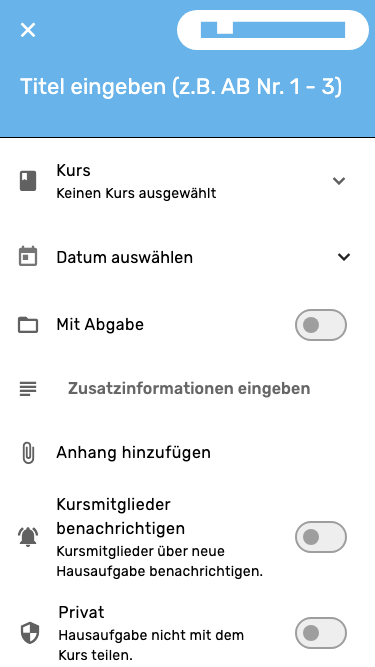 Titel eingeben (z.B. AB Nr. 1 - 3)
Kurs
Keinen Kurs ausgewählt
Datum auswählen
Mit Abgabe
Zusatzinformationen eingeben
Anhang hinzufügen
Kursmitglieder
benachrichtigen
Kursmitglieder über neue
Hausaufgabe benachrichtigen.
Privat
Hausaufgabe nicht mit dem
Kurs teilen.